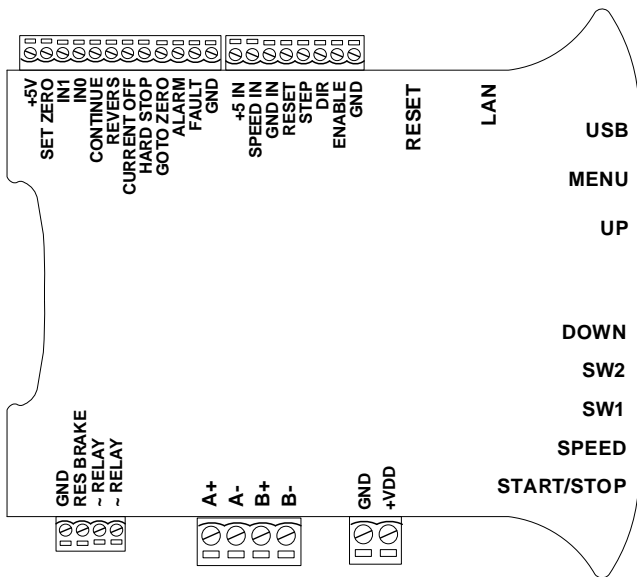 +5V
SET ZERO
IN1
IN0
CONTINUE
REVERS
CURRENT OFF
HARD STOP
GOTO ZERO
ALARM
FAULT
GND
+5 IN
SPEED IN
GND IN
RESET
STEP
DIR
ENABLE
GND
RESET
LAN
USB
MENU
UP
DOWN
SW2
SW1
SPEED
START/STOP
GND
RES BRAKE
~ RELAY
~ RELAY
A+
A-
B+
B-
GND
+VDD